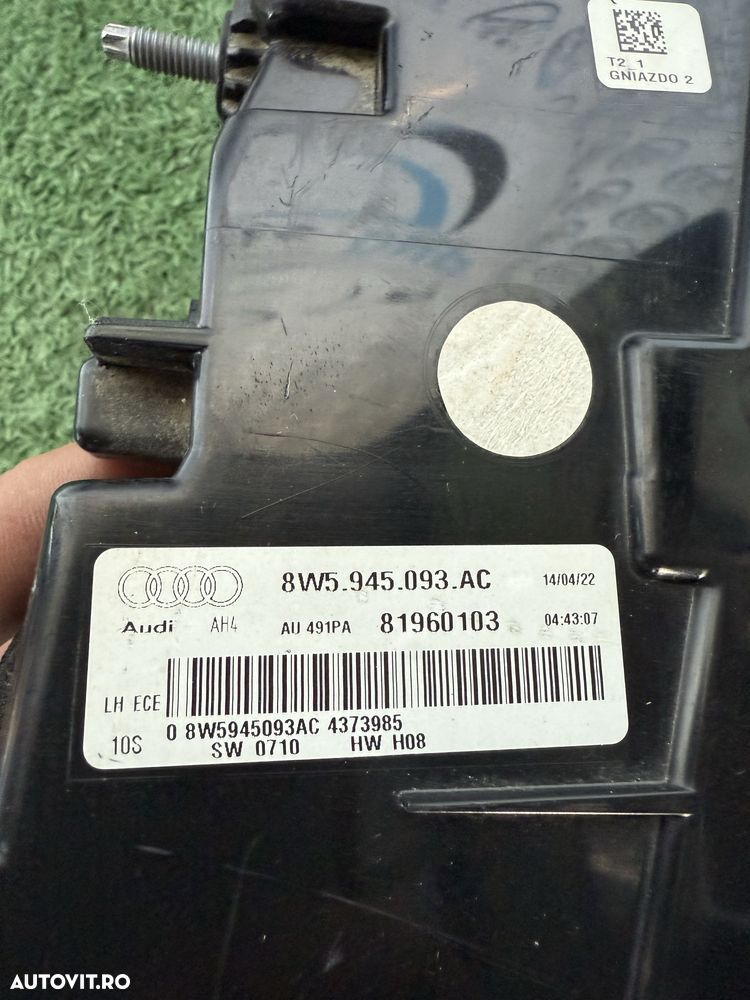 T2_1
GNIAZDO 2
8W5.945.093.AC 14/04/22
Audi AH4 AU 491PA 81960103 04:43:07
LH ECE
0 8W5945093AC 4373985
10S SW 0710 HW H08
AUTOVIT.RO